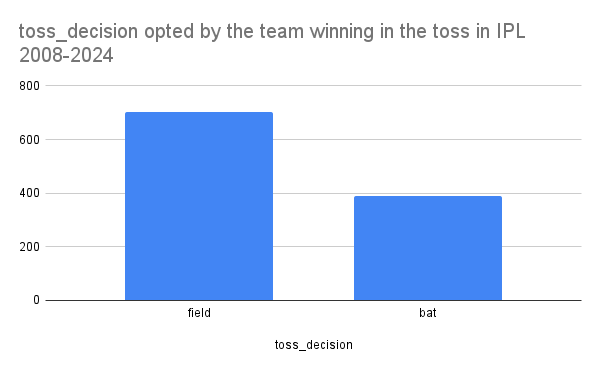 toss_decision opted by the team winning in the toss in IPL
2008-2024
800
600
400
200
0
field bat
toss_decision